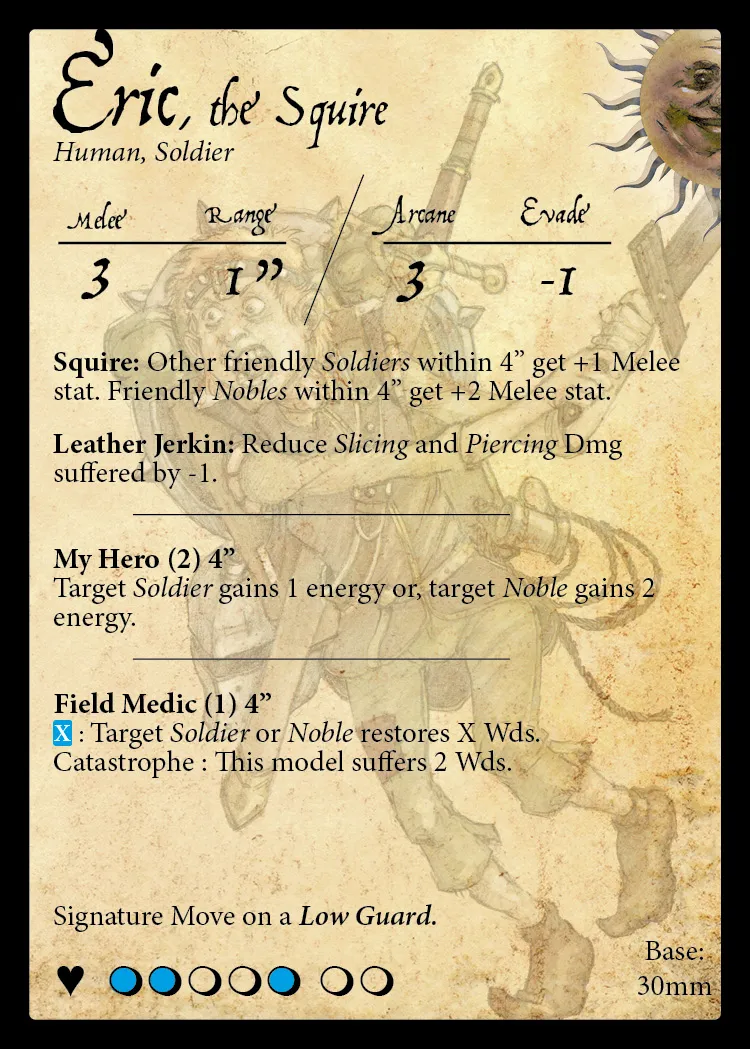 Eric, the Squire
Human, Soldier
Melee Range Arcane Evade
3 1” 3 -1
Squire: Other friendly Soldiers within 4” get +1 Melee
stat. Friendly Nobles within 4” get +2 Melee stat.
Leather Jerkin: Reduce Slicing and Piercing Dmg
suffered by -1.
My Hero (2) 4”
Target Soldier gains 1 energy or, target Noble gains 2
energy.
Field Medic (1) 4”
X : Target Soldier or Noble restores X Wds.
Catastrophe : This model suffers 2 Wds.
Signature Move on a Low Guard.
Base:
30mm